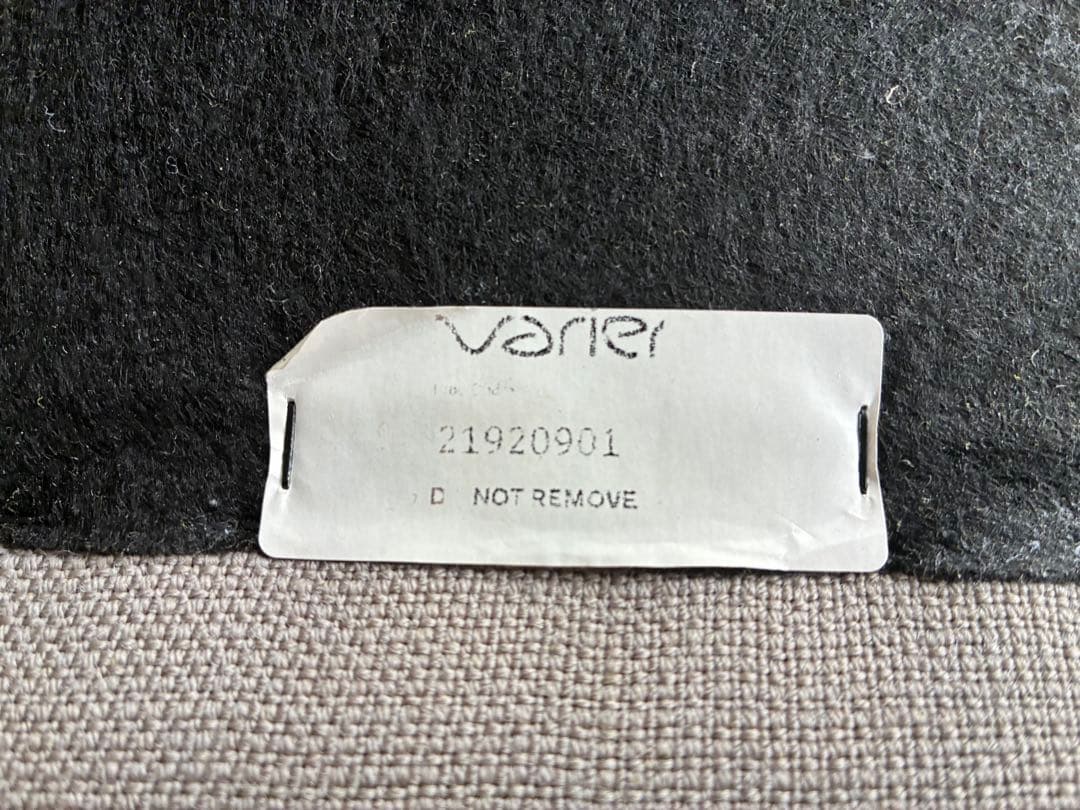 varier
21920901
D NOT REMOVE